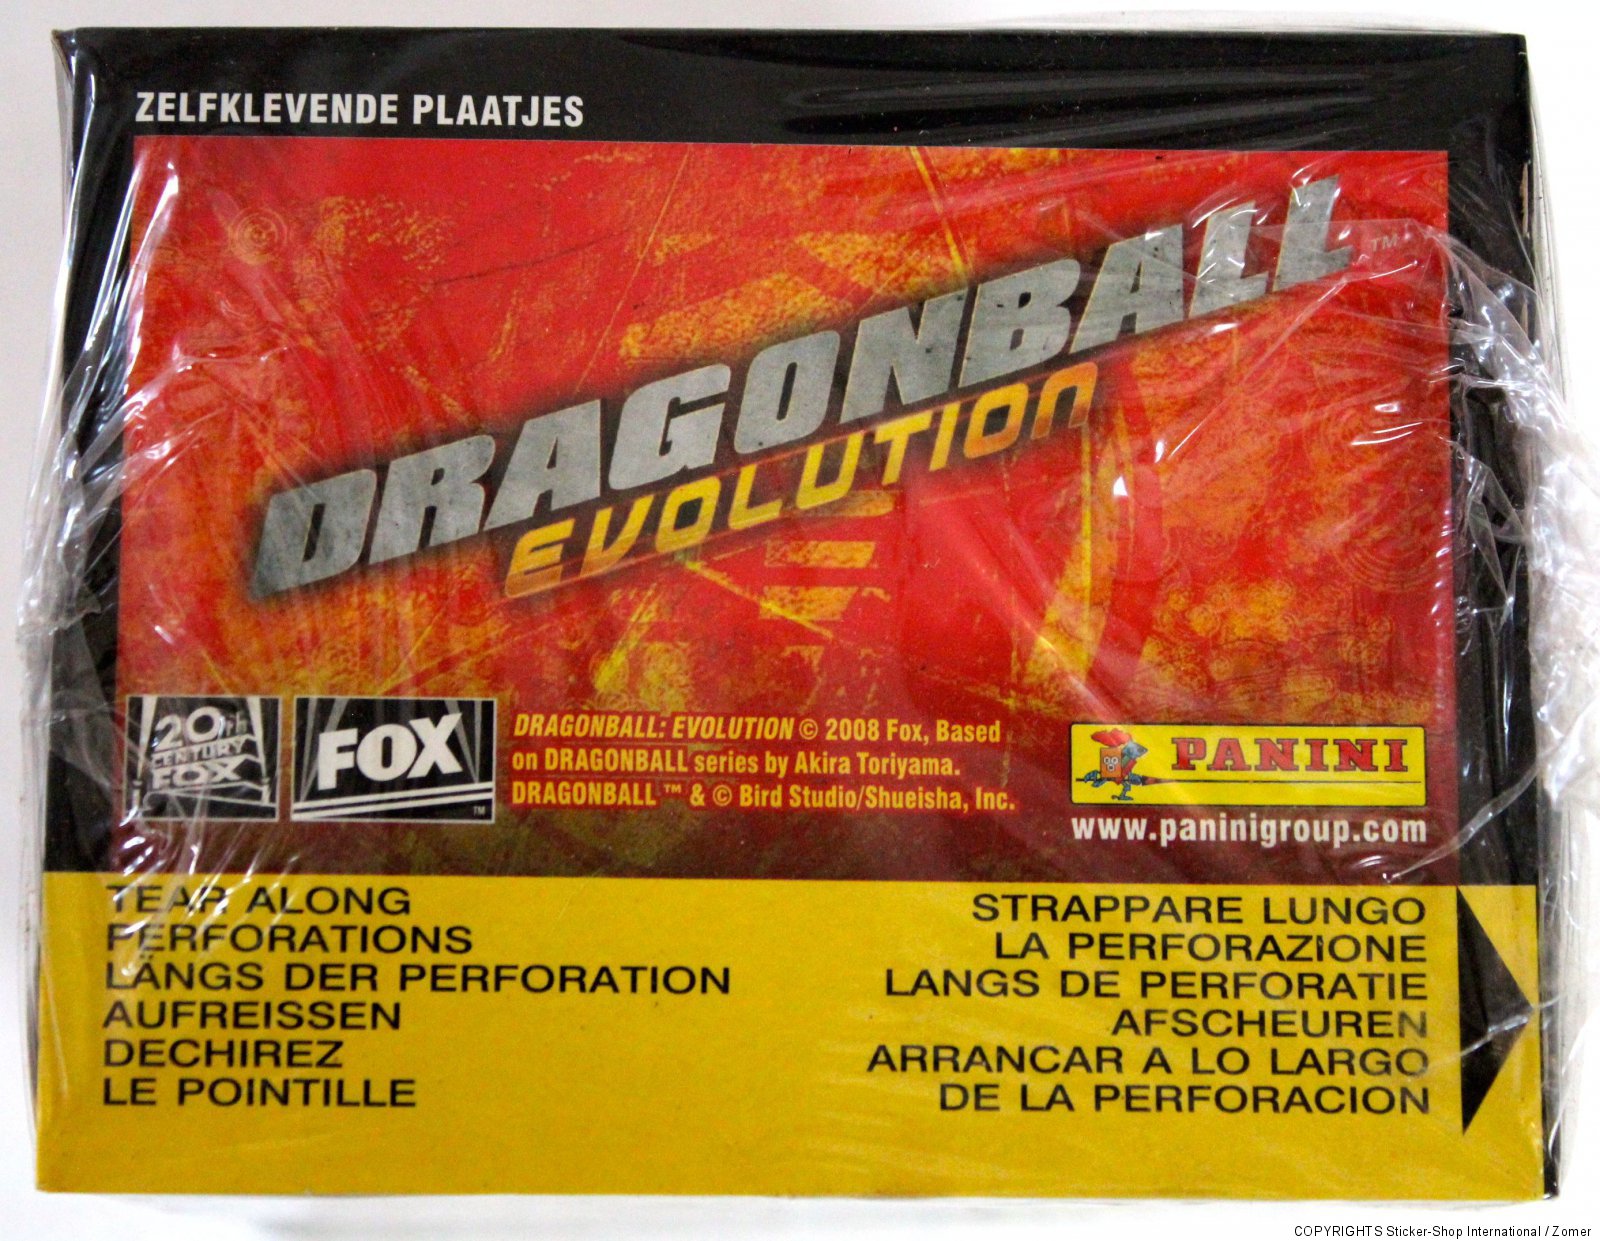 ZELFKLEVENDE PLAATJES
DRAGONBALL™
EVOLUTION
20th
CENTURY
FOX
FOX
™
DRAGONBALL: EVOLUTION © 2008 Fox, Based
on DRAGONBALL series by Akira Toriyama.
DRAGONBALL™ & © Bird Studio/Shueisha, Inc.
PANINI
www.paninigroup.com
TEAR ALONG
PERFORATIONS
LÄNGS DER PERFORATION
AUFREISSEN
DECHIREZ
LE POINTILLE
STRAPPARE LUNGO
LA PERFORAZIONE
LANGS DE PERFORATIE
AFSCHEUREN
ARRANCAR A LO LARGO
DE LA PERFORACION
COPYRIGHTS Sticker-Shop International / Zomer